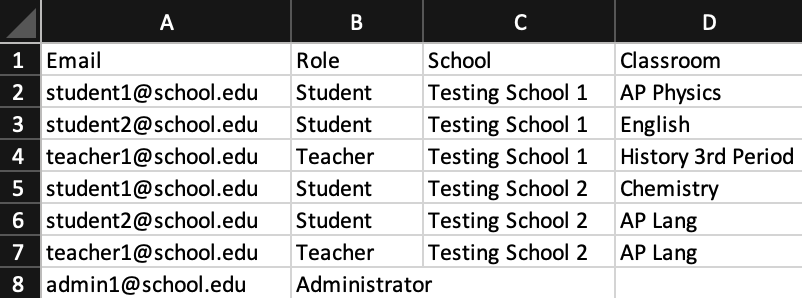 A B C D
1 Email Role School Classroom
2 student1@school.edu Student Testing School 1 AP Physics
3 student2@school.edu Student Testing School 1 English
4 teacher1@school.edu Teacher Testing School 1 History 3rd Period
5 student1@school.edu Student Testing School 2 Chemistry
6 student2@school.edu Student Testing School 2 AP Lang
7 teacher1@school.edu Teacher Testing School 2 AP Lang
8 admin1@school.edu Administrator